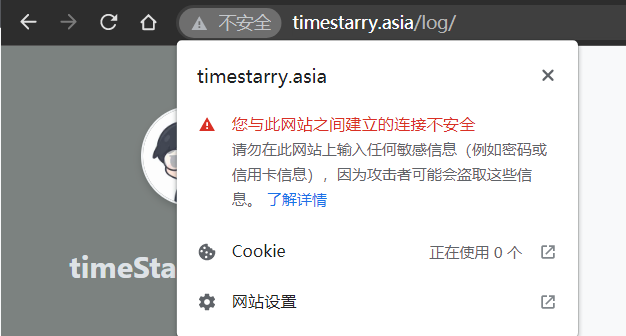 不安全 timestarry.asia/log/
timestarry.asia
您与此网站之间建立的连接不安全
请勿在此网站上输入任何敏感信息（例如密码或
信用卡信息），因为攻击者可能会盗取这些信
息。 了解详情
Cookie 正在使用 0 个
timeSta
网站设置